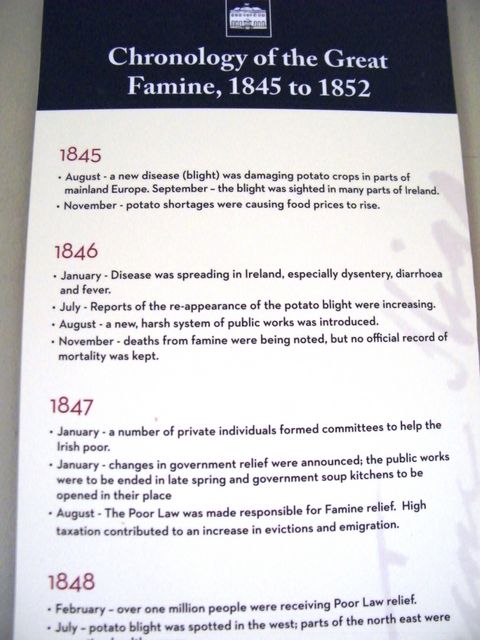 Chronology of the Great
Famine, 1845 to 1852
1845
• August - a new disease (blight) was damaging potato crops in parts of
mainland Europe. September – the blight was sighted in many parts of Ireland.
• November - potato shortages were causing food prices to rise.
1846
• January - Disease was spreading in Ireland, especially dysentery, diarrhoea
and fever.
• July - Reports of the re-appearance of the potato blight were increasing.
• August - a new, harsh system of public works was introduced.
• November - deaths from famine were being noted, but no official record of
mortality was kept.
1847
• January - a number of private individuals formed committees to help the
Irish poor.
• January - changes in government relief were announced; the public works
were to be ended in late spring and government soup kitchens to be
opened in their place
• August - The Poor Law was made responsible for Famine relief. High
taxation contributed to an increase in evictions and emigration.
1848
• February – over one million people were receiving Poor Law relief.
• July – potato blight was spotted in the west; parts of the north east were